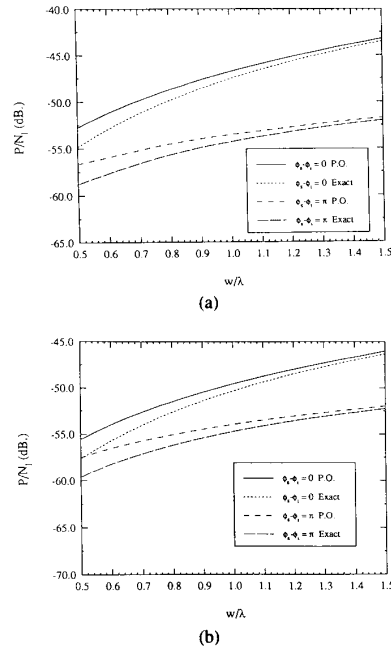 -40.0
-45.0
-50.0
-55.0
-60.0
-65.0
P/N₁ (dB.)
ϕₛ-ϕᵢ = 0 P.O.
ϕₛ-ϕᵢ = 0 Exact
ϕₛ-ϕᵢ = π P.O.
ϕₛ-ϕᵢ = π Exact
0.5 0.6 0.7 0.8 0.9 1.0 1.1 1.2 1.3 1.4 1.5
w/λ
(a)
-45.0
-50.0
-55.0
-60.0
-65.0
-70.0
P/N₁ (dB.)
ϕₛ-ϕᵢ = 0 P.O.
ϕₛ-ϕᵢ = 0 Exact
ϕₛ-ϕᵢ = π P.O.
ϕₛ-ϕᵢ = π Exact
0.5 0.6 0.7 0.8 0.9 1.0 1.1 1.2 1.3 1.4 1.5
w/λ
(b)